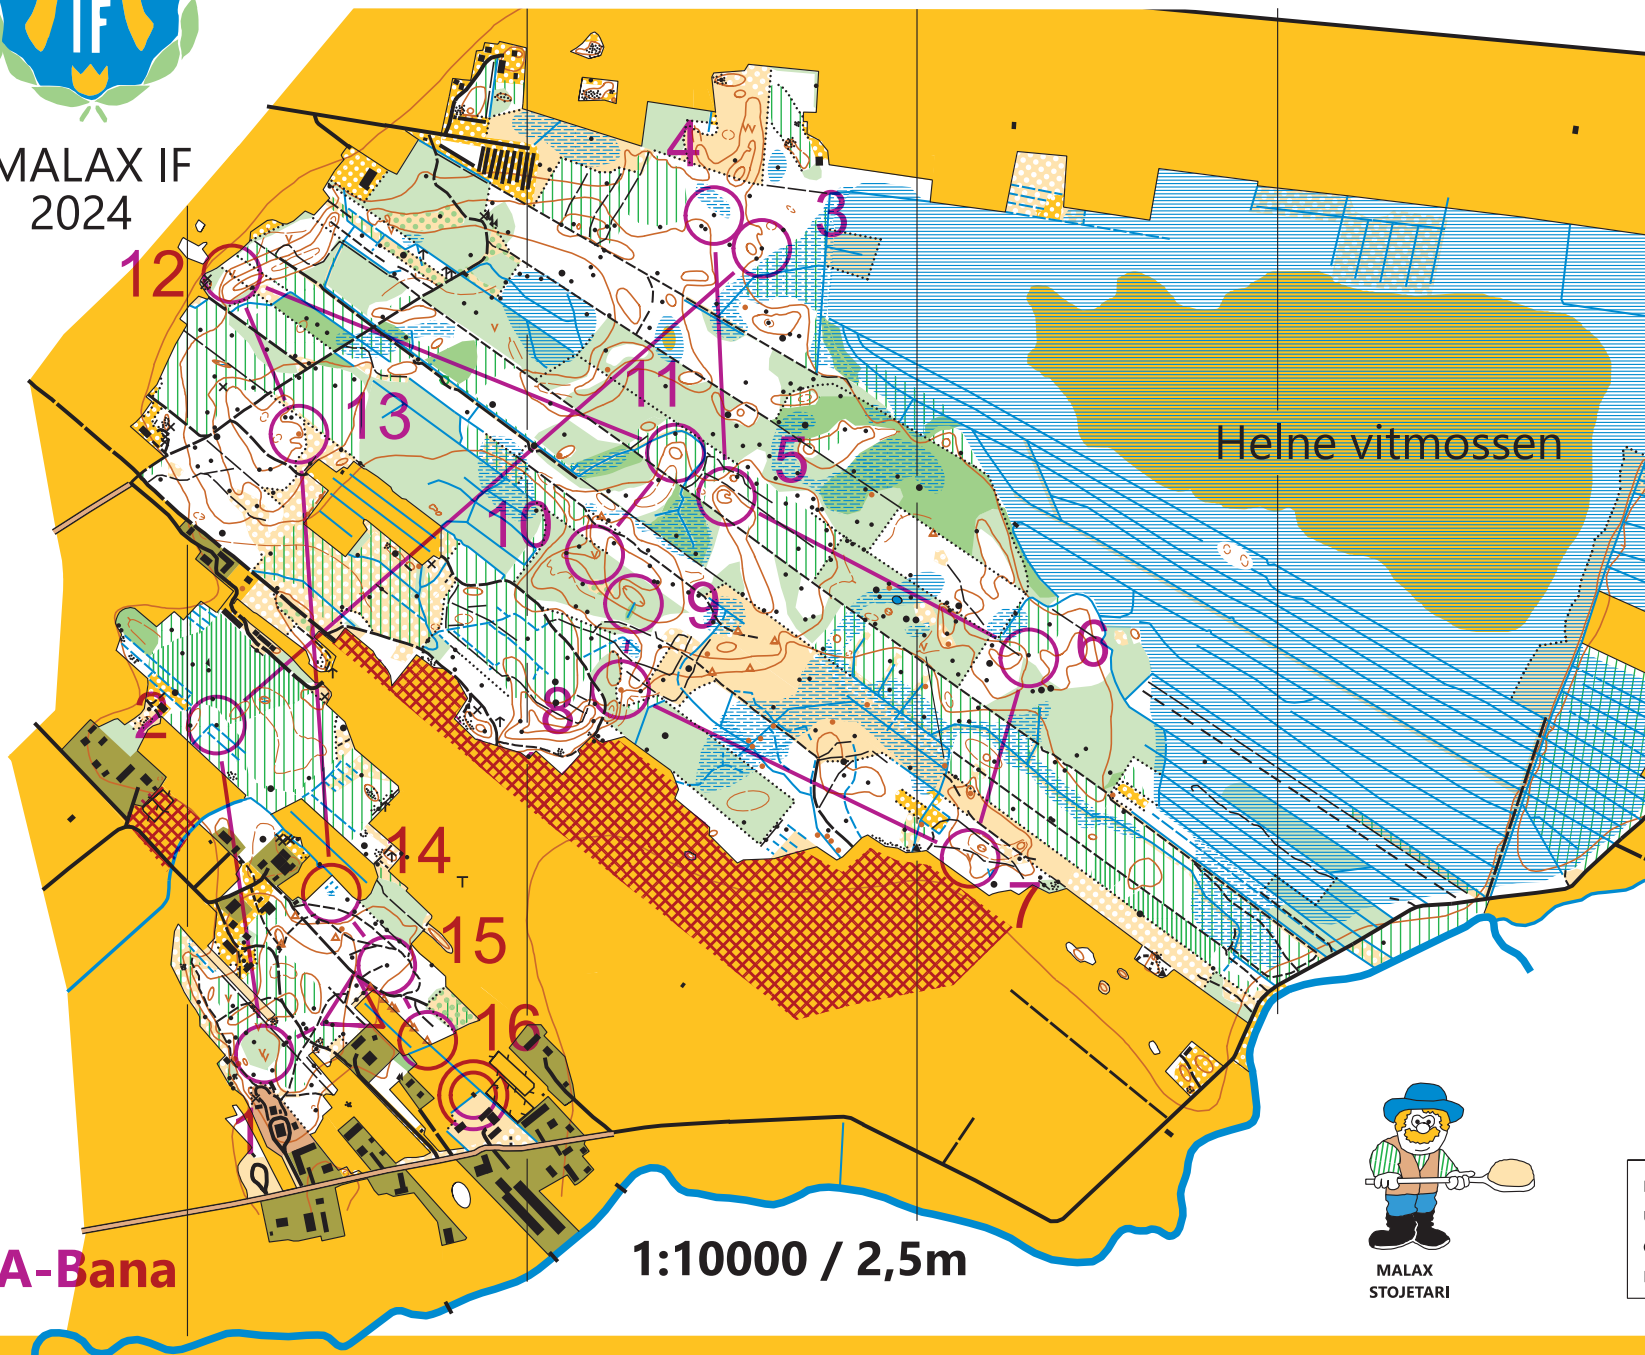 IF
MALAX IF
2024
4
3
12
11
13
5
Helne vitmossen
10
9
6
8
2
14
7
15
16
1
A-Bana
1:10000 / 2,5m
MALAX
STOJETARI